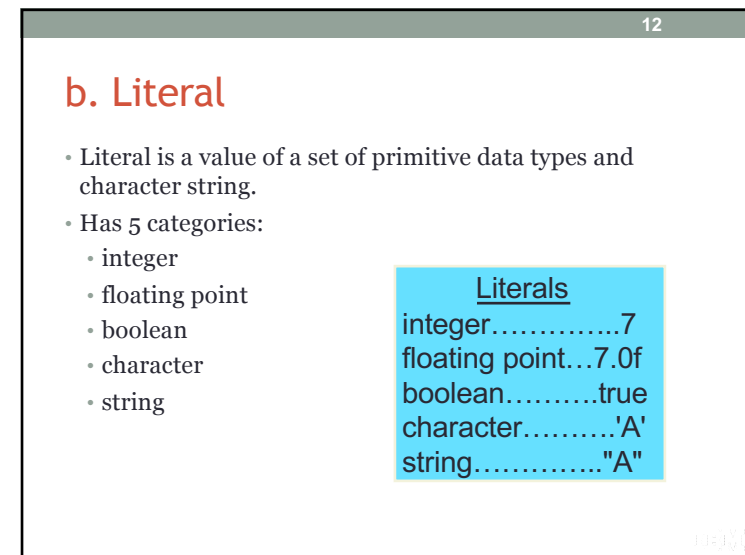 12
b. Literal
• Literal is a value of a set of primitive data types and
character string.
• Has 5 categories:
• integer
• floating point
• boolean
• character
• string
Literals
integer…………..7
floating point…7.0f
boolean……….true
character……….'A'
string…………..."A"